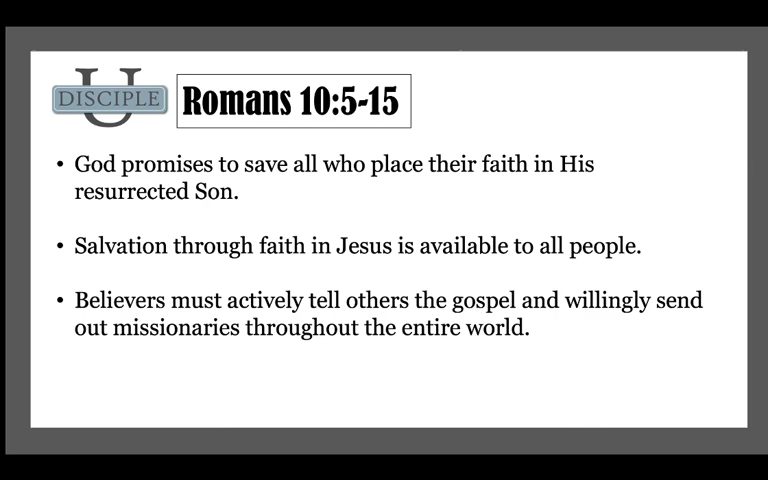 U
DISCIPLE
Romans 10:5-15
• God promises to save all who place their faith in His
resurrected Son.
• Salvation through faith in Jesus is available to all people.
• Believers must actively tell others the gospel and willingly send
out missionaries throughout the entire world.